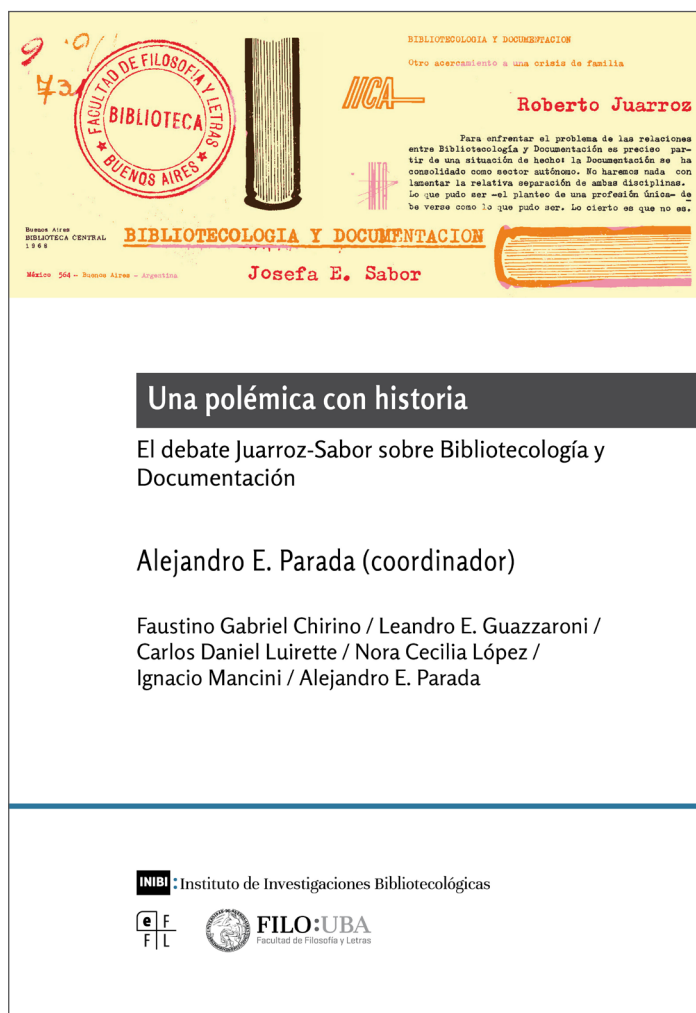 9 . 0/
731
FACULTAD DE FILOSOFÍA Y LETRAS
BIBLIOTECA
BUENOS AIRES
BIBLIOTECOLOGIA Y DOCUMENTACION
Otro acercamiento a una crisis de familia
IICA
Roberto Juarroz
Para enfrentar el problema de las relaciones
entre Bibliotecología y Documentación es preciso par-
tir de una situación de hecho: la Documentación se ha
consolidado como sector autónomo. No haremos nada con
lamentar la relativa separación de ambas disciplinas.
Lo que pudo ser -el planteo de una profesión única- de
be verse como lo que pudo ser. Lo cierto es que no es.
Buenos Aires
BIBLIOTECA CENTRAL
1968
BIBLIOTECOLOGIA Y DOCUMENTACION
México 564 - Buenos Aires - Argentina
Josefa E. Sabor
Una polémica con historia
El debate Juarroz-Sabor sobre Bibliotecología y
Documentación
Alejandro E. Parada (coordinador)
Faustino Gabriel Chirino / Leandro E. Guazzaroni /
Carlos Daniel Luirette / Nora Cecilia López /
Ignacio Mancini / Alejandro E. Parada
INIBI : Instituto de Investigaciones Bibliotecológicas
e F
F L
FILO:UBA
Facultad de Filosofía y Letras